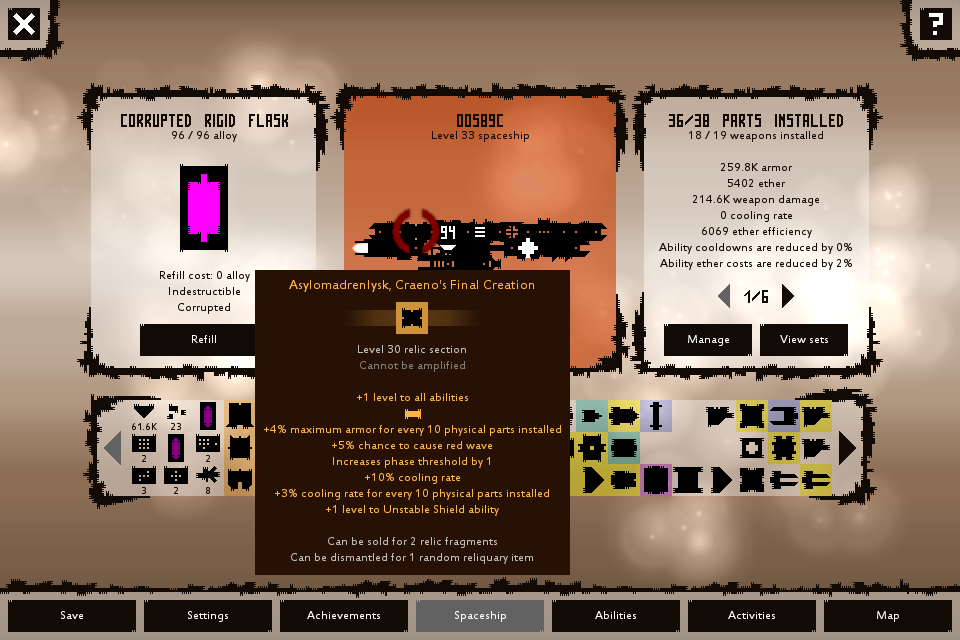 X
?
CORRUPTED RIGID FLASK
96 / 96 alloy
Refill cost: 0 alloy
Indestructible
Corrupted
Refill
00589C
Level 33 spaceship
94
36/38 PARTS INSTALLED
18 / 19 weapons installed
259.8K armor
5402 ether
214.6K weapon damage
0 cooling rate
6069 ether efficiency
Ability cooldowns are reduced by 0%
Ability ether costs are reduced by 2%
1/6
Manage
View sets
Asylomadrenlysk, Craeno's Final Creation
Level 30 relic section
Cannot be amplified
+1 level to all abilities
+4% maximum armor for every 10 physical parts installed
+5% chance to cause red wave
Increases phase threshold by 1
+10% cooling rate
+3% cooling rate for every 10 physical parts installed
+1 level to Unstable Shield ability
Can be sold for 2 relic fragments
Can be dismantled for 1 random reliquary item
61.6K
23
2
2
3
2
8
Save
Settings
Achievements
Spaceship
Abilities
Activities
Map